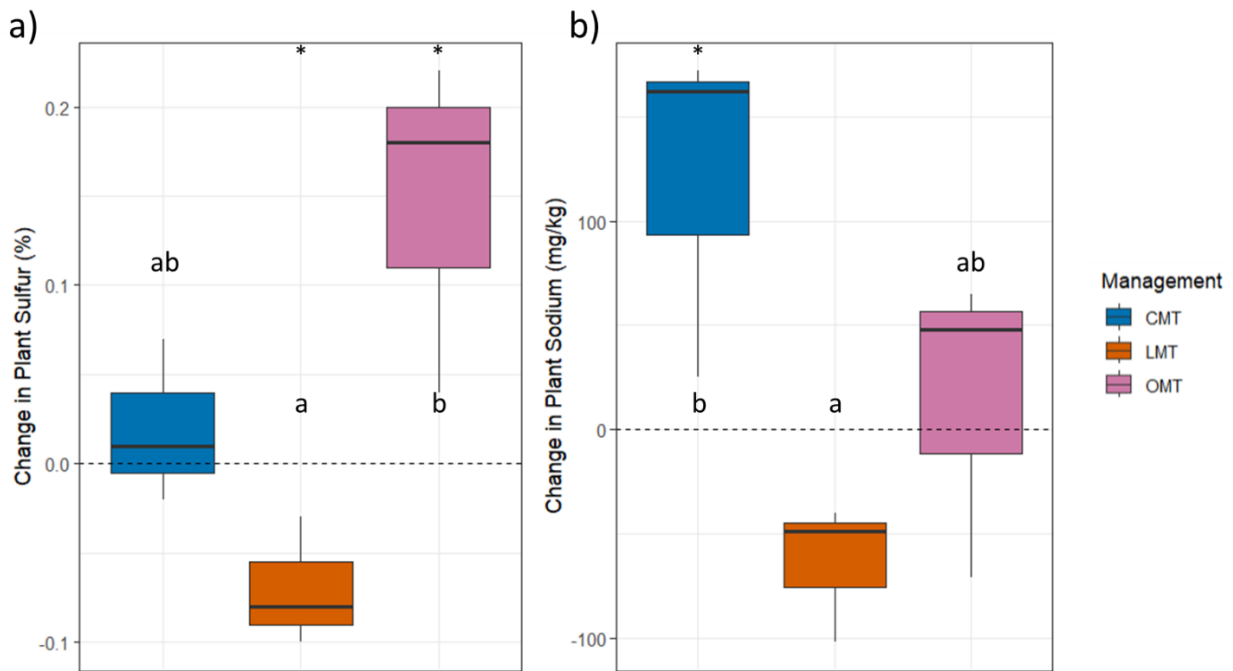 a)
* *
0.2
ab
0.1
a b
0.0
-0.1
Change in Plant Sulfur (%)
b)
*
100
ab
b a
0
-100
Change in Plant Sodium (mg/kg)
Management
CMT
LMT
OMT